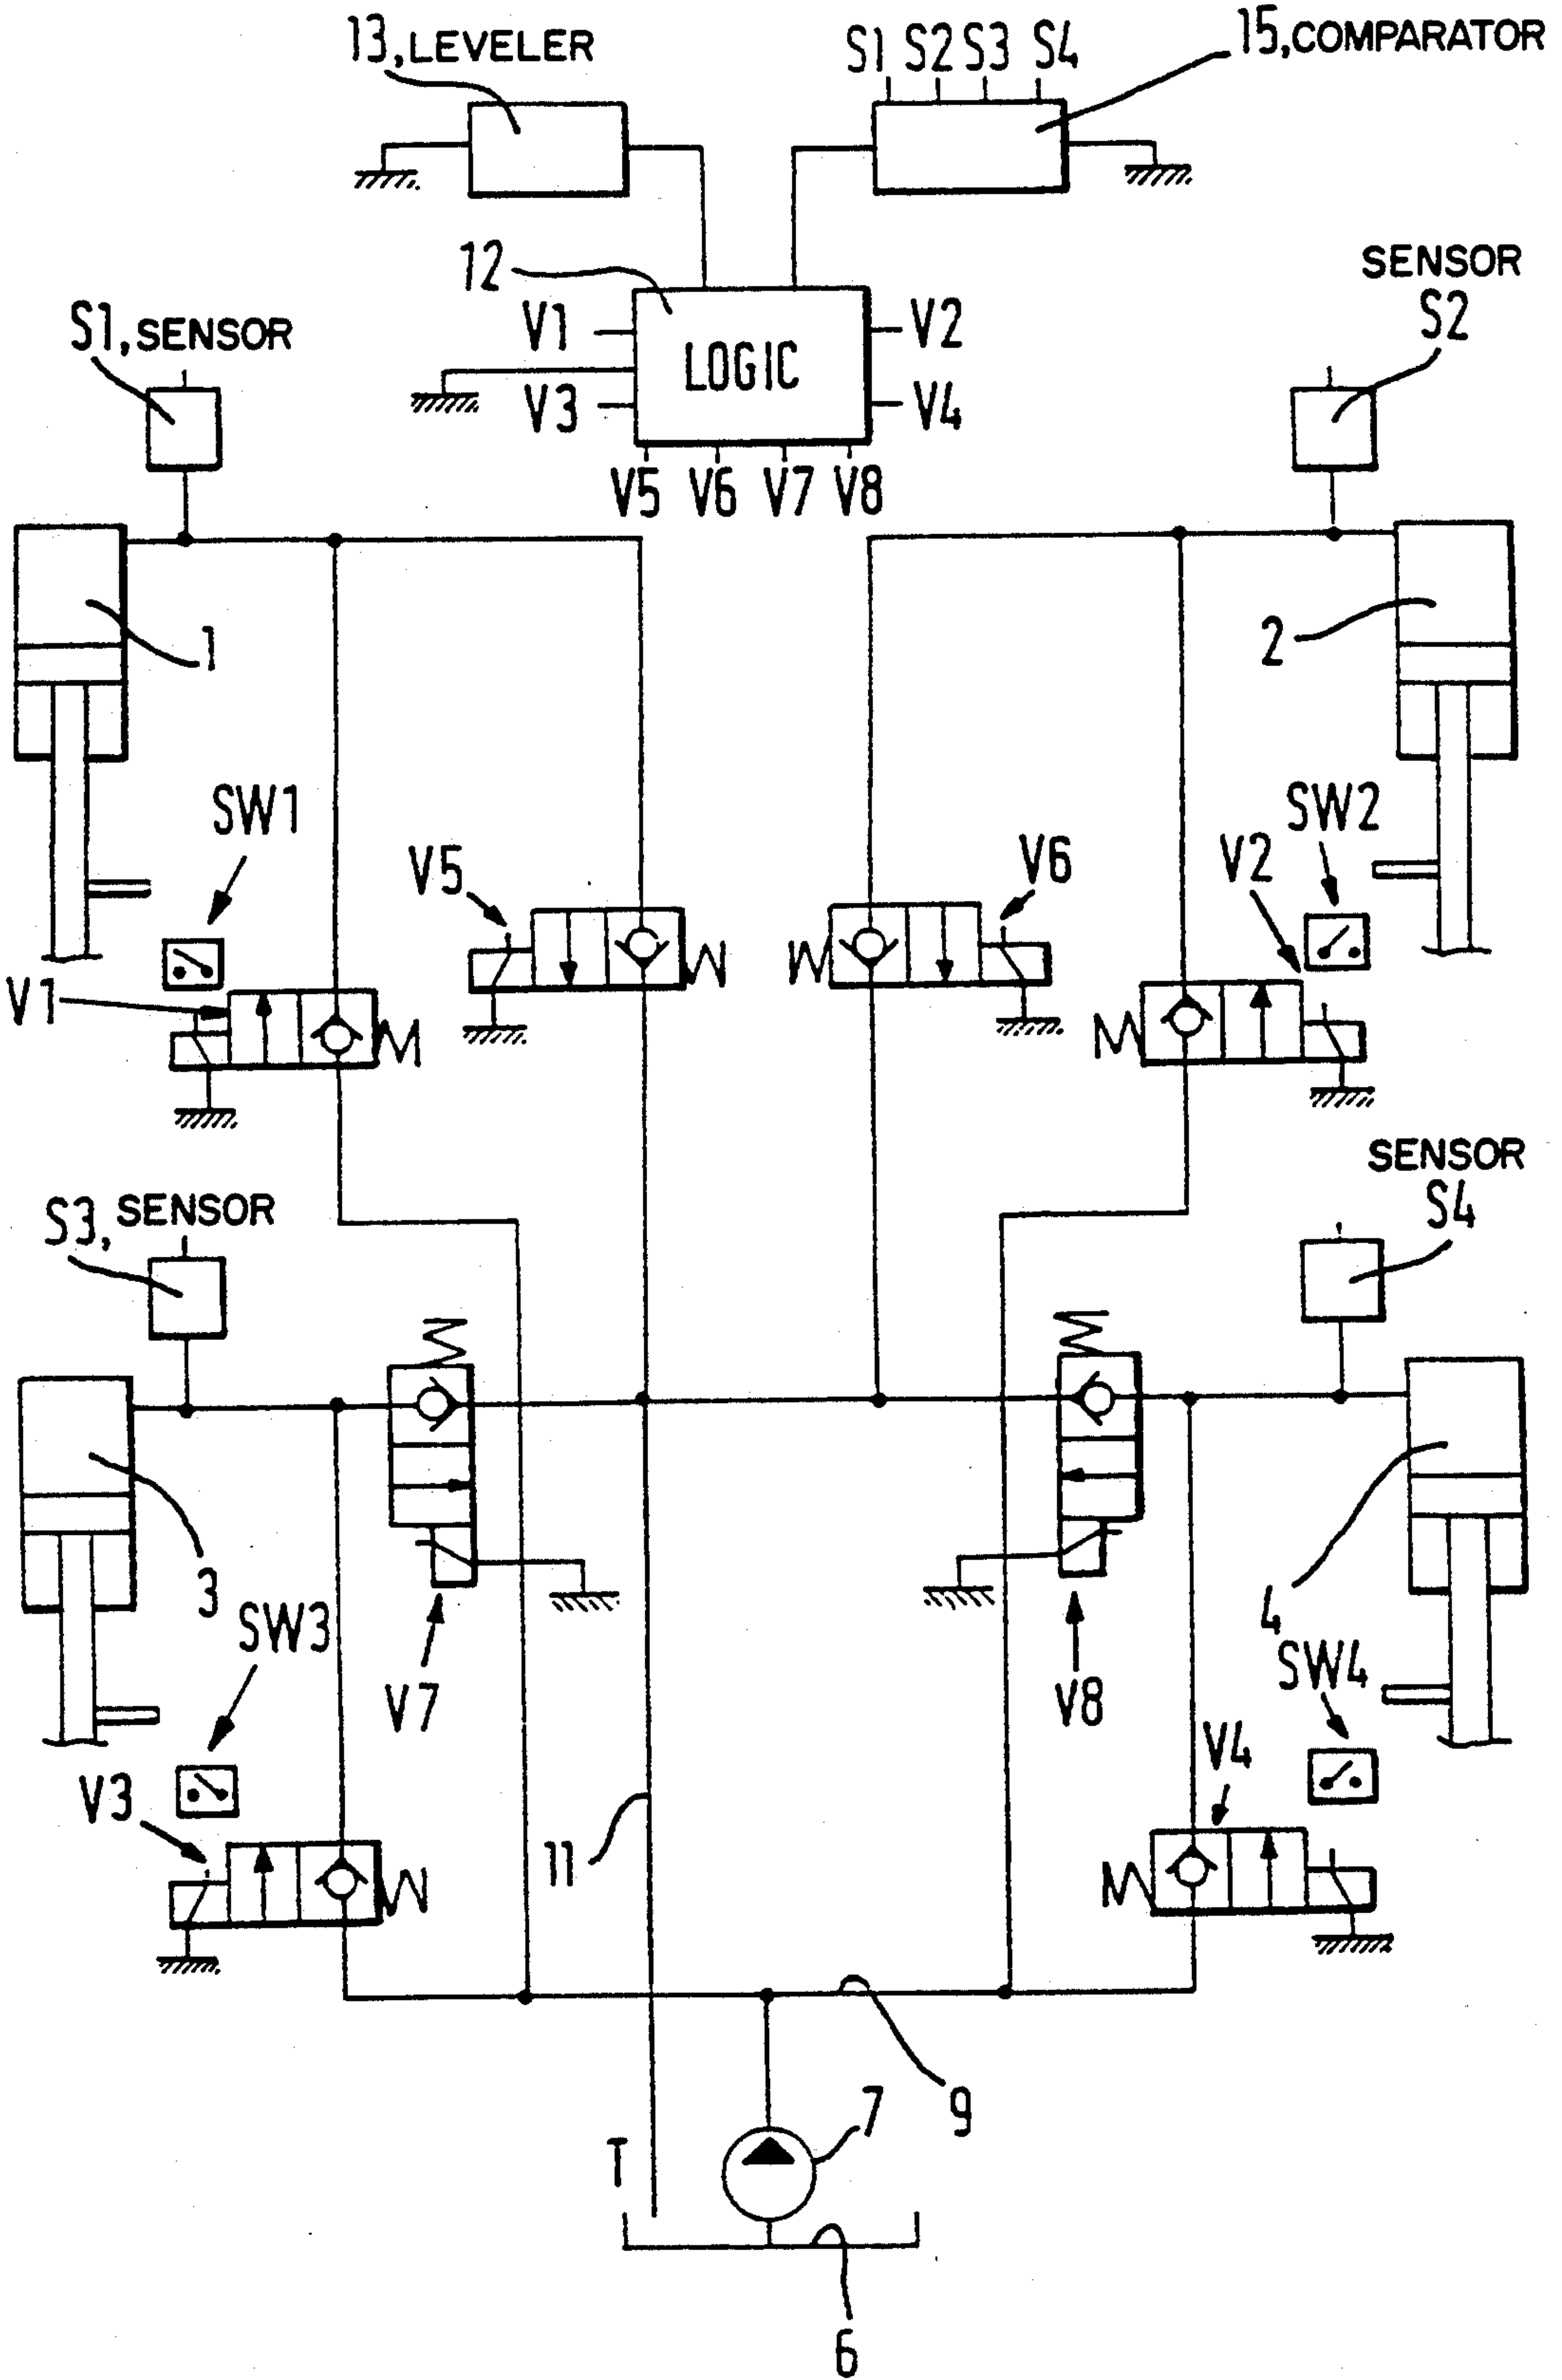 13, LEVELER
S1 S2 S3 S4
15, COMPARATOR
12
SENSOR
S2
S1, SENSOR
V1
V2
LOGIC
V3
V4
V5 V6 V7 V8
1
2
SW1
SW2
V5
V6
V2
V1
SENSOR
S4
S3, SENSOR
3
4
SW3
SW4
V7
V8
V4
V3
11
9
7
T
6